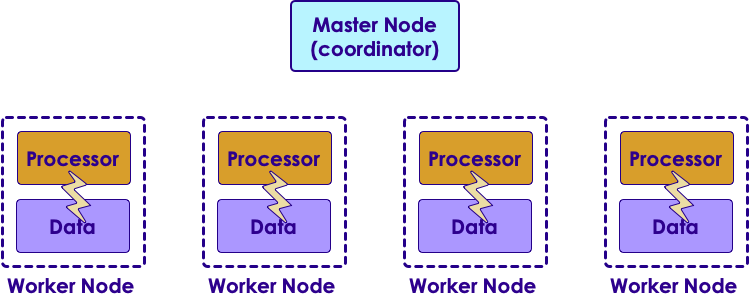 Master Node
(coordinator)
Processor
Data
Worker Node
Processor
Data
Worker Node
Processor
Data
Worker Node
Processor
Data
Worker Node